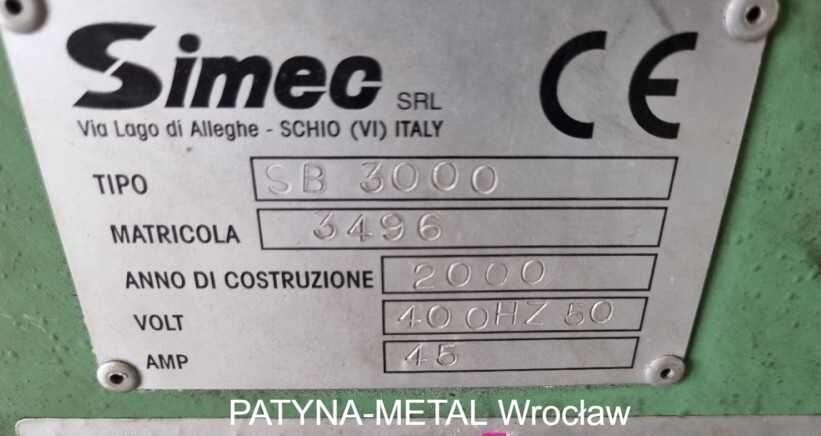 Simec SRL CE
Via Lago di Alleghe - SCHIO (VI) ITALY
TIPO SB 3000
MATRICOLA 3496
ANNO DI COSTRUZIONE 2000
VOLT 400HZ 50
AMP 45
PATYNA-METAL Wrocław